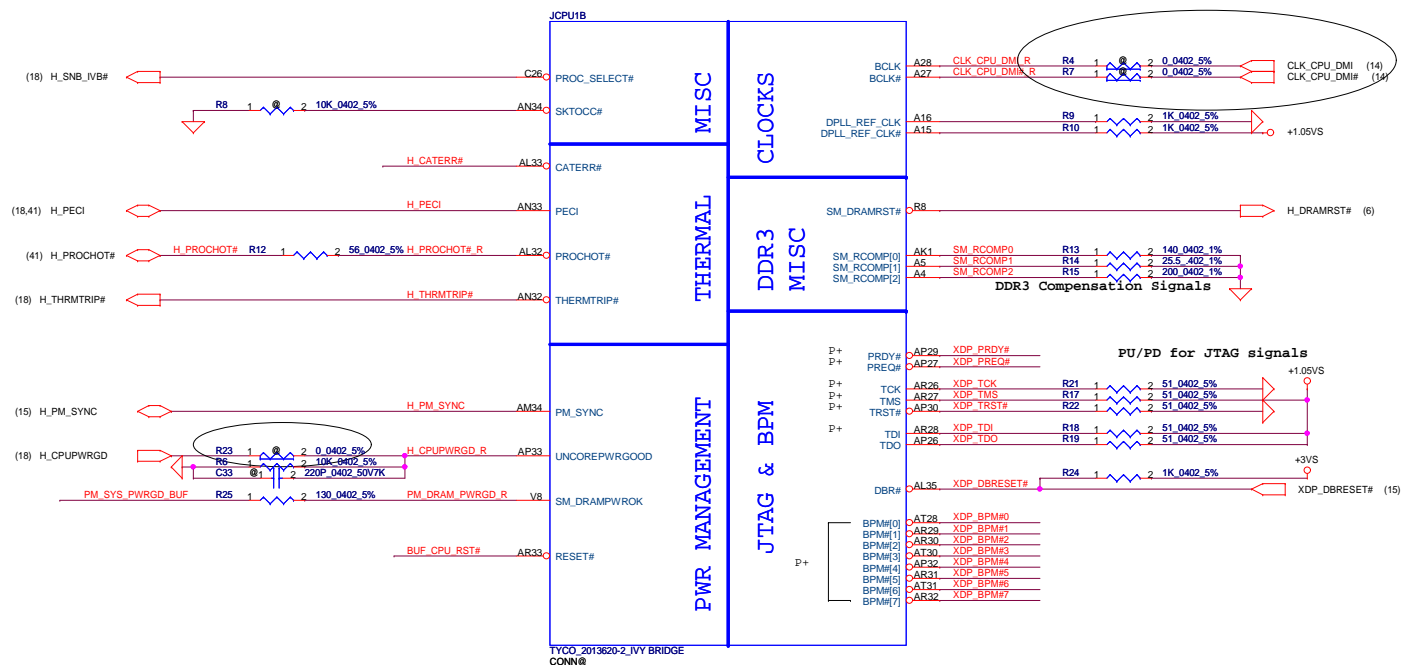 JCPU1B
(18) H_SNB_IVB# C26 PROC_SELECT#
R8 1 @ 2 10K_0402_5% AN34 SKTOCC#
MISC
H_CATERR# AL33 CATERR#
(18,41) H_PECI H_PECI AN33 PECI
(41) H_PROCHOT# H_PROCHOT# R12 1 2 56_0402_5% H_PROCHOT#_R AL32 PROCHOT#
(18) H_THRMTRIP# H_THRMTRIP# AN32 THERMTRIP#
THERMAL
(15) H_PM_SYNC H_PM_SYNC AM34 PM_SYNC
(18) H_CPUPWRGD R23 1 @ 2 0_0402_5% H_CPUPWRGD_R AP33 UNCOREPWRGOOD
R6 1 2 10K_0402_5%
C33 @ 1 2 220P_0402_50V7K
PM_SYS_PWRGD_BUF R25 1 2 130_0402_5% PM_DRAM_PWRGD_R V8 SM_DRAMPWROK
BUF_CPU_RST# AR33 RESET#
PWR MANAGEMENT
CLOCKS
BCLK A28 CLK_CPU_DMI_R R4 1 @ 2 0_0402_5% CLK_CPU_DMI (14)
BCLK# A27 CLK_CPU_DMI#_R R7 1 @ 2 0_0402_5% CLK_CPU_DMI# (14)
DPLL_REF_CLK A16 R9 1 2 1K_0402_5%
DPLL_REF_CLK# A15 R10 1 2 1K_0402_5% +1.05VS
DDR3
MISC
SM_DRAMRST# R8 H_DRAMRST# (6)
SM_RCOMP[0] AK1 SM_RCOMP0 R13 1 2 140_0402_1%
SM_RCOMP[1] A5 SM_RCOMP1 R14 1 2 25.5_.402_1%
SM_RCOMP[2] A4 SM_RCOMP2 R15 1 2 200_0402_1%
DDR3 Compensation Signals
JTAG & BPM
P+ PRDY# AP29 XDP_PRDY#
P+ PREQ# AP27 XDP_PREQ#
PU/PD for JTAG signals
+1.05VS
P+ TCK AR26 XDP_TCK R21 1 2 51_0402_5%
P+ TMS AR27 XDP_TMS R17 1 2 51_0402_5%
P+ TRST# AP30 XDP_TRST# R22 1 2 51_0402_5%
P+ TDI AR28 XDP_TDI R18 1 2 51_0402_5%
TDO AP26 XDP_TDO R19 1 2 51_0402_5%
+3VS
R24 1 2 1K_0402_5%
DBR# AL35 XDP_DBRESET# XDP_DBRESET# (15)
BPM#[0] AT28 XDP_BPM#0
BPM#[1] AR29 XDP_BPM#1
BPM#[2] AR30 XDP_BPM#2
BPM#[3] AT30 XDP_BPM#3
P+ BPM#[4] AP32 XDP_BPM#4
BPM#[5] AR31 XDP_BPM#5
BPM#[6] AT31 XDP_BPM#6
BPM#[7] AR32 XDP_BPM#7
TYCO_2013620-2_IVY BRIDGE
CONN@